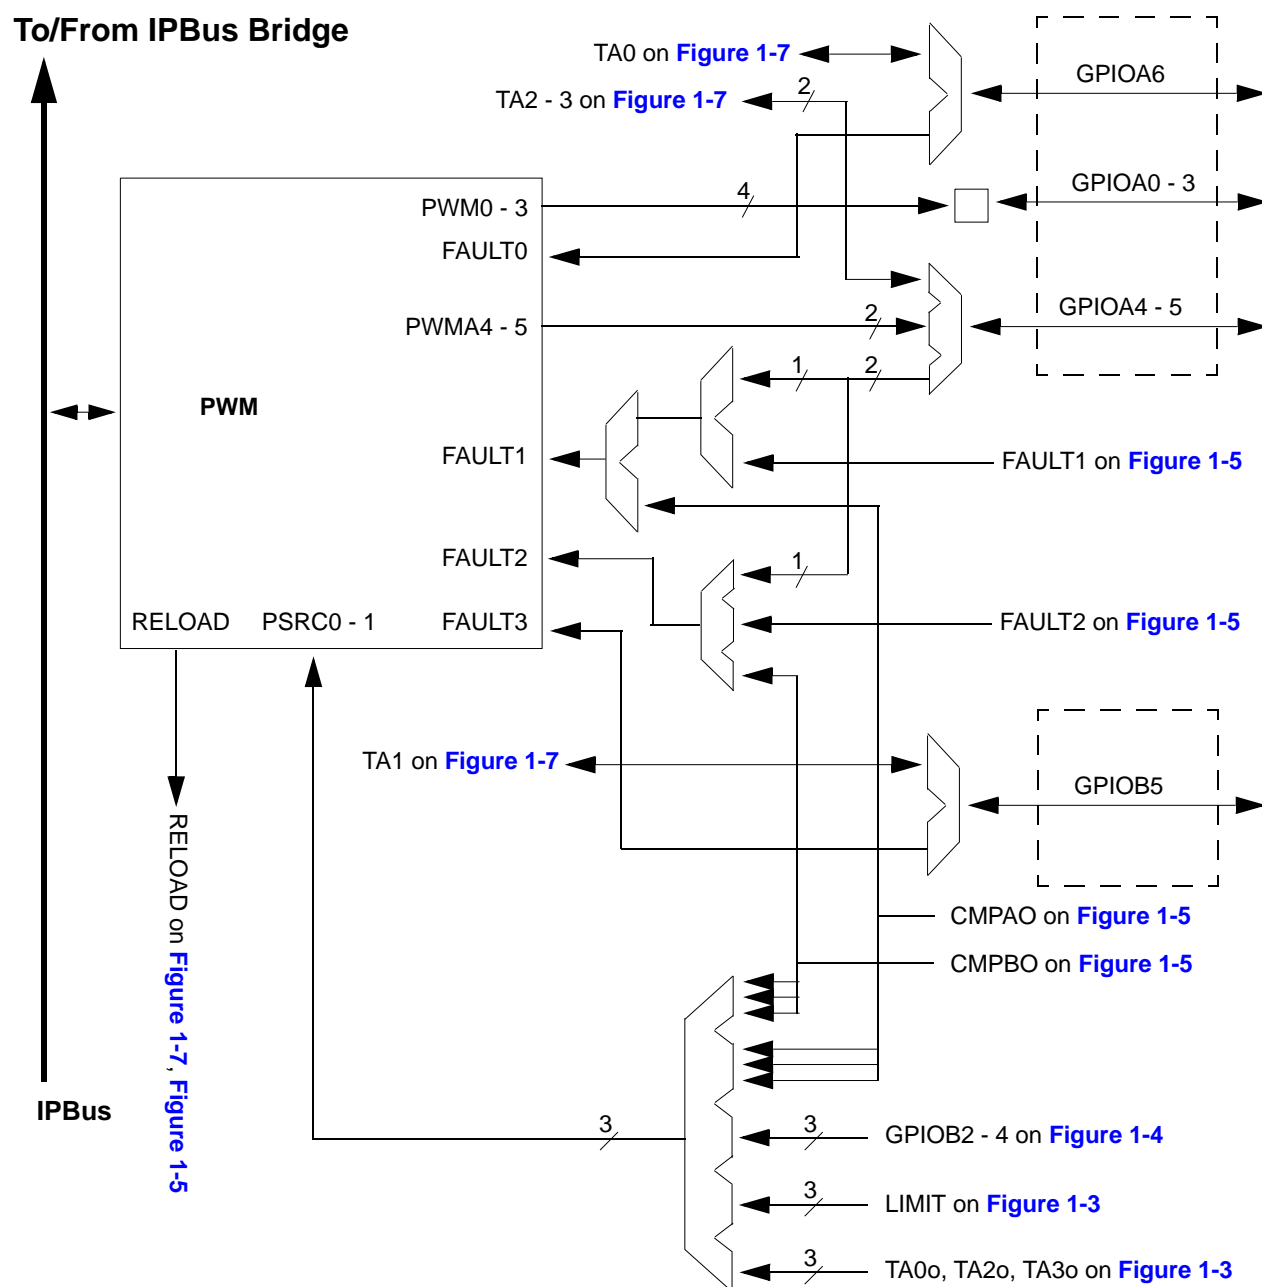 To/From IPBus Bridge
TA0 on Figure 1-7
GPIOA6
TA2 - 3 on Figure 1-7
2
PWM0 - 3
4
GPIOA0 - 3
FAULT0
PWMA4 - 5
2
GPIOA4 - 5
1
2
PWM
FAULT1
FAULT1 on Figure 1-5
FAULT2
1
RELOAD
PSRC0 - 1
FAULT3
FAULT2 on Figure 1-5
TA1 on Figure 1-7
GPIOB5
RELOAD on Figure 1-7, Figure 1-5
CMPAO on Figure 1-5
CMPBO on Figure 1-5
IPBus
3
3
GPIOB2 - 4 on Figure 1-4
3
LIMIT on Figure 1-3
3
TA0o, TA2o, TA3o on Figure 1-3